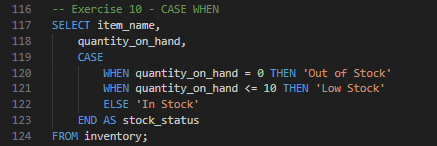 116 -- Exercise 10 - CASE WHEN
117 SELECT item_name,
118 quantity_on_hand,
119 CASE
120 WHEN quantity_on_hand = 0 THEN 'Out of Stock'
121 WHEN quantity_on_hand <= 10 THEN 'Low Stock'
122 ELSE 'In Stock'
123 END AS stock_status
124 FROM inventory;